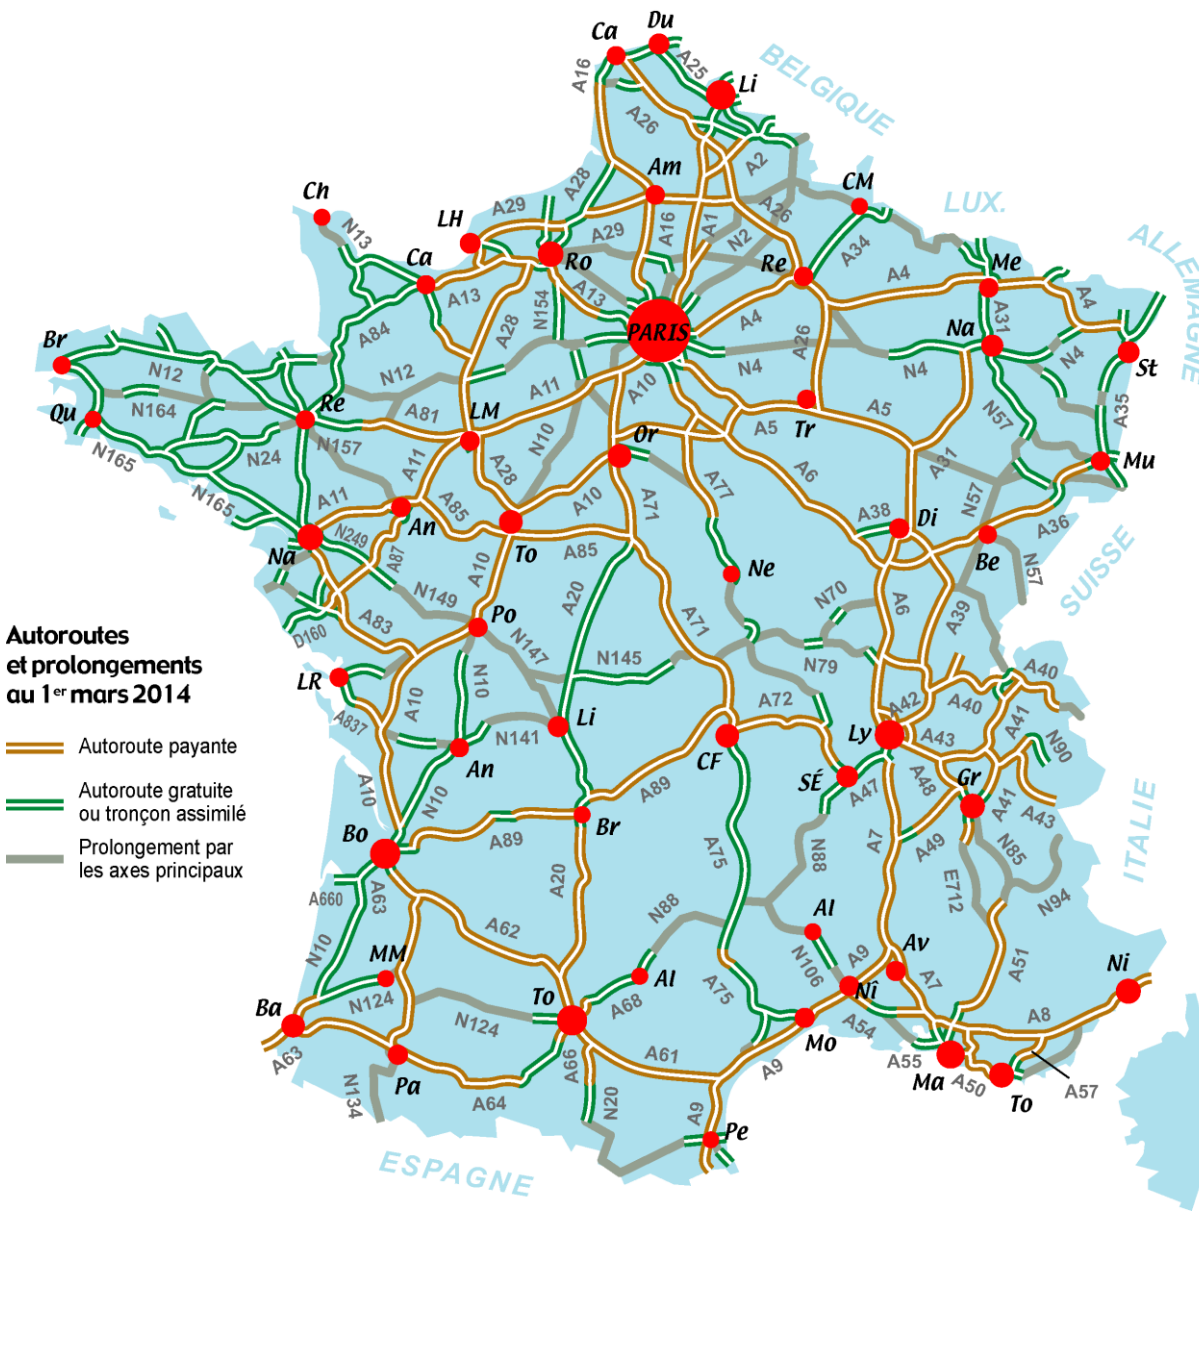 Du
Ca
A25
A16
Li
BELGIQUE
A26
A2
Am
A28
CM
Ch
LUX.
A29
LH
N13
A26
A1
A16
A29
N2
ALLEMAGNE
A34
Ca
Ro
Re
Me
A4
A4
A13
A13
N154
A31
A28
PARIS
A4
A84
A26
Na
Br
N4
N4
N4
St
N12
N12
A11
A10
A35
N164
Re
A81
LM
Qu
A5
A5
Tr
N57
Or
N10
N157
N24
N165
A11
A28
A6
A31
Mu
A77
N165
A11
A85
A10
A71
N57
A38
Di
An
A36
N249
To
Na
A87
A85
Be
Ne
N57
SUISSE
A10
A20
N149
N70
A6
A39
Po
A71
D160
A83
Autoroutes
et prolongements
au 1er mars 2014
N147
N145
N79
A40
LR
N10
A10
A72
A42
A40
A837
Li
A41
N141
Ly
A43
N90
Autoroute payante
An
CF
SÉ
A48
Gr
A10
N10
A89
A47
A41
A43
Autoroute gratuite
ou tronçon assimilé
Br
ITALIE
Bo
A89
A75
A7
A49
N85
N88
Prolongement par
les axes principaux
A20
E712
A660
A63
N88
N94
Al
A62
N10
MM
N106
A9
Av
A51
Ni
Al
A75
A7
Nî
N124
To
A68
Ba
N124
A54
A8
Mo
A63
A66
A61
A9
A55
Ma
A50
To
A57
Pa
N134
A64
N20
A9
Pe
ESPAGNE